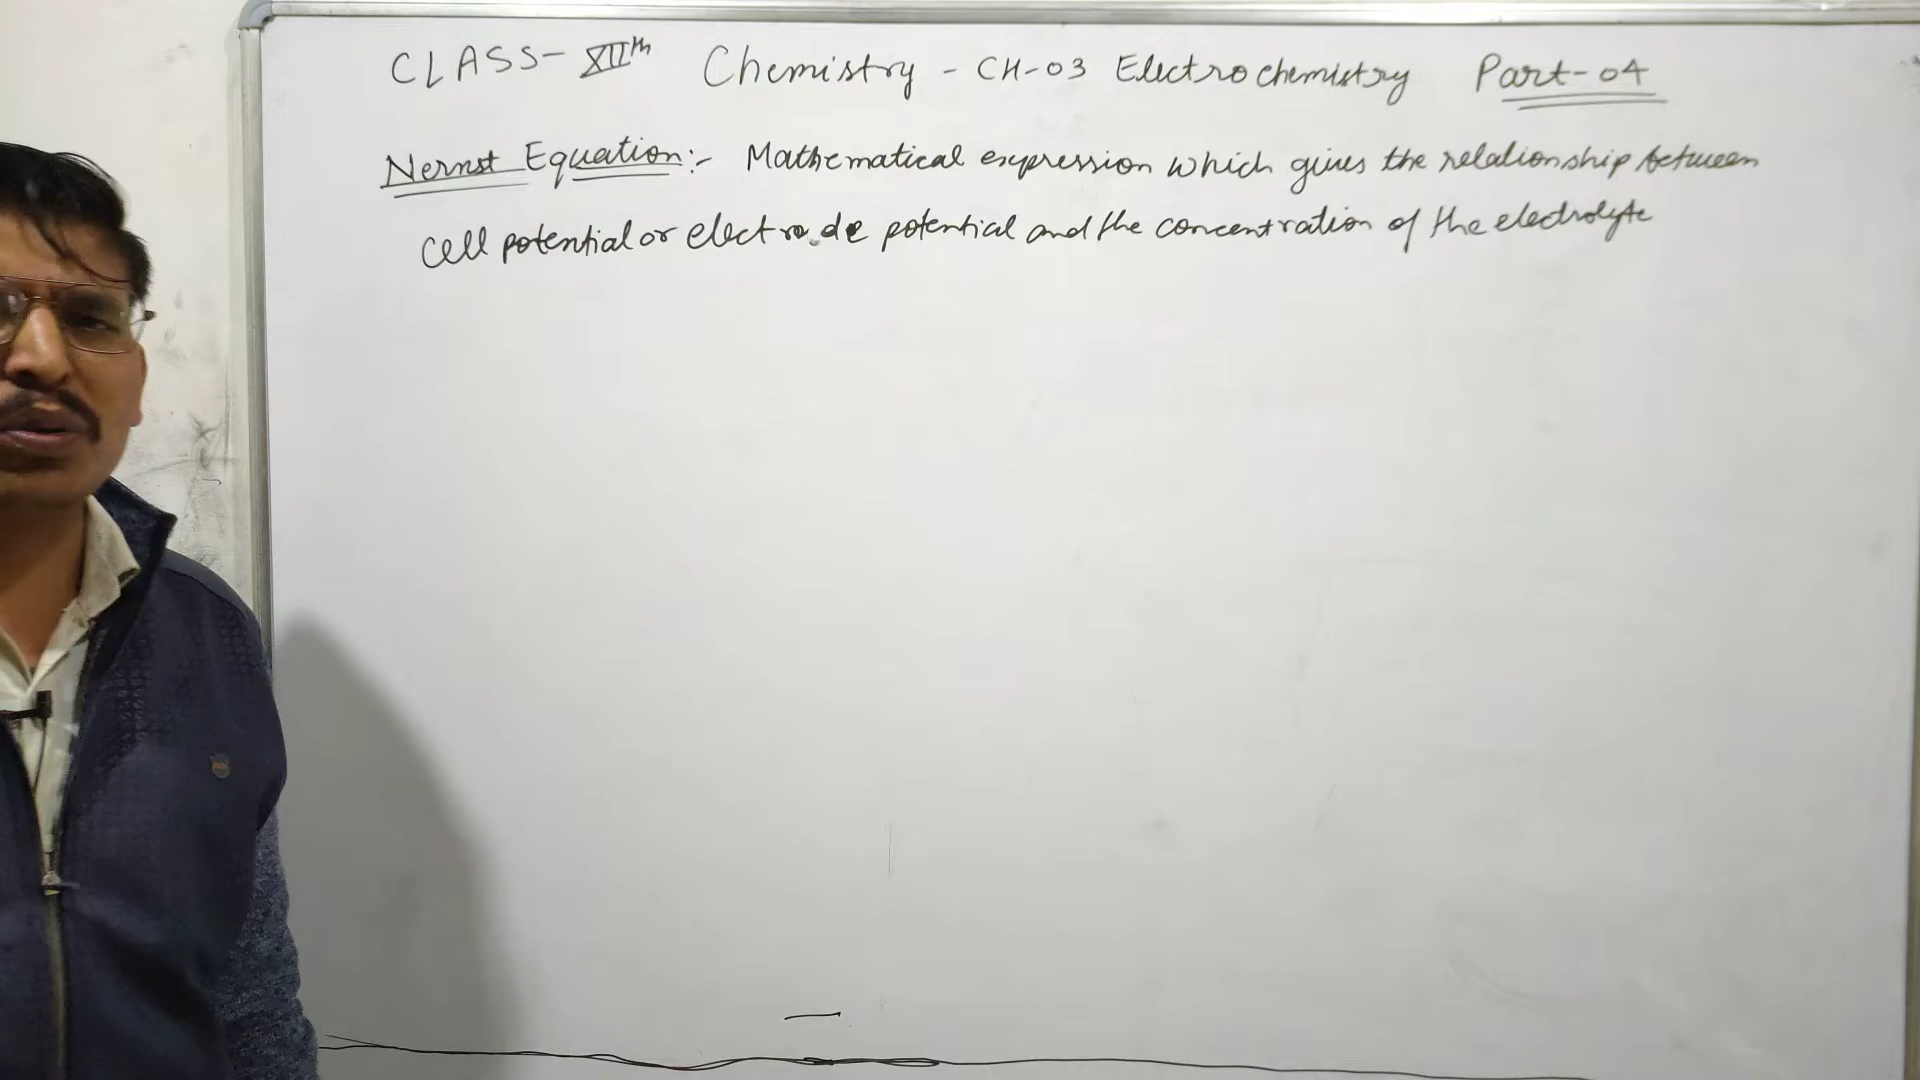 CLASS- XIIth Chemistry - CH-03 Electrochemistry Part-04
Nernst Equation:- Mathematical expression which gives the relationship between
cell potential or electrode potential and the concentration of the electrolyte